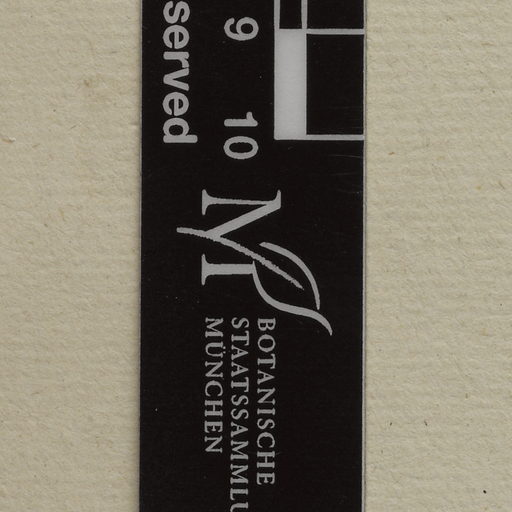 served
9 10
M
BOTANISCHE
STAATSSAMMLU
MÜNCHEN